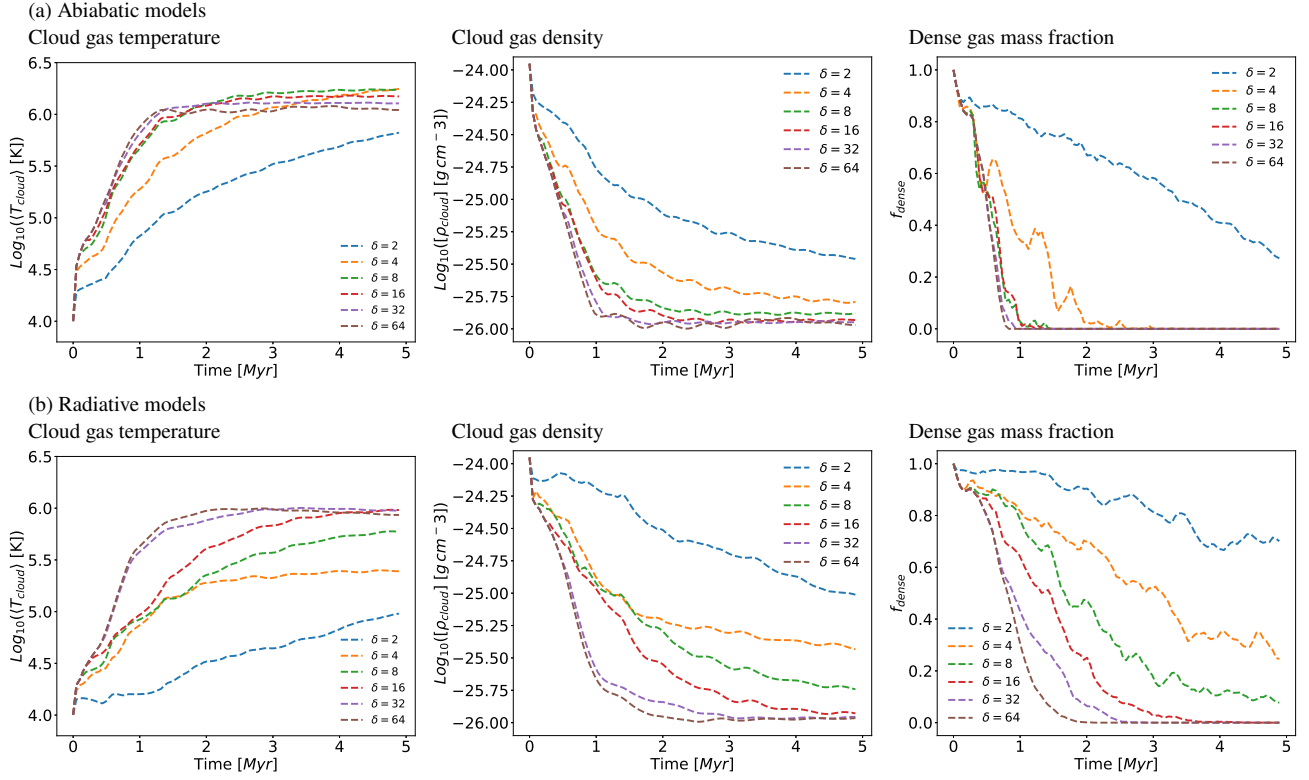 (a) Abiabatic models
Cloud gas temperature
Cloud gas density
Dense gas mass fraction
6.5
6.0
5.5
5.0
4.5
4.0
Log10(⟨Tcloud⟩ [K])
δ = 2
δ = 4
δ = 8
δ = 16
δ = 32
δ = 64
0 1 2 3 4 5
Time [Myr]
−24.00
−24.25
−24.50
−24.75
−25.00
−25.25
−25.50
−25.75
−26.00
Log10([ρcloud] [g cm− 3])
δ = 2
δ = 4
δ = 8
δ = 16
δ = 32
δ = 64
0 1 2 3 4 5
Time [Myr]
1.0
0.8
0.6
0.4
0.2
0.0
fdense
δ = 2
δ = 4
δ = 8
δ = 16
δ = 32
δ = 64
0 1 2 3 4 5
Time [Myr]
(b) Radiative models
Cloud gas temperature
Cloud gas density
Dense gas mass fraction
6.5
6.0
5.5
5.0
4.5
4.0
Log10(⟨Tcloud⟩ [K])
δ = 2
δ = 4
δ = 8
δ = 16
δ = 32
δ = 64
0 1 2 3 4 5
Time [Myr]
−24.00
−24.25
−24.50
−24.75
−25.00
−25.25
−25.50
−25.75
−26.00
Log10([ρcloud] [g cm− 3])
δ = 2
δ = 4
δ = 8
δ = 16
δ = 32
δ = 64
0 1 2 3 4 5
Time [Myr]
1.0
0.8
0.6
0.4
0.2
0.0
fdense
δ = 2
δ = 4
δ = 8
δ = 16
δ = 32
δ = 64
0 1 2 3 4 5
Time [Myr]